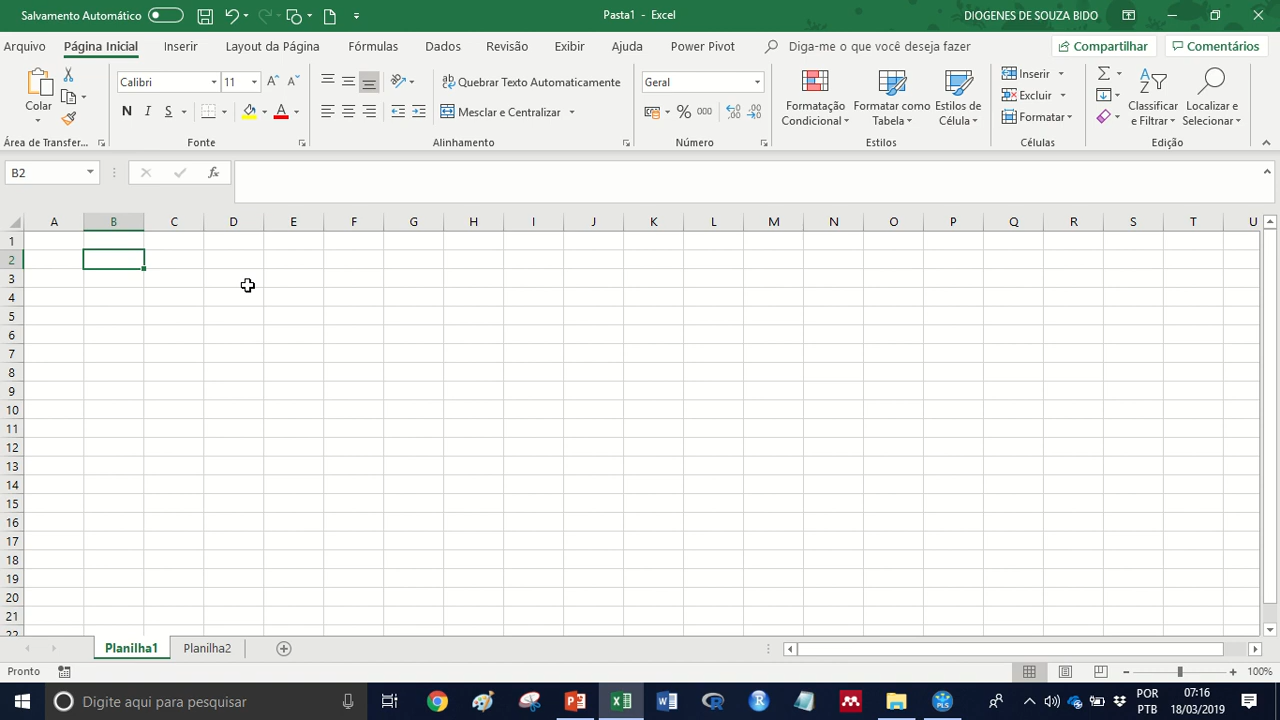 Salvamento Automático
Pasta1 - Excel
DIOGENES DE SOUZA BIDO
Arquivo Página Inicial Inserir Layout da Página Fórmulas Dados Revisão Exibir Ajuda Power Pivot Diga-me o que você deseja fazer Compartilhar Comentários
Colar
Calibri 11
N I S A
Quebrar Texto Automaticamente
Mesclar e Centralizar
Geral
% 000
Formatação Condicional
Formatar como Tabela
Estilos de Célula
Inserir
Excluir
Formatar
Classificar e Filtrar
Localizar e Selecionar
Área de Transfer... Fonte Alinhamento Número Estilos Células Edição
B2 fx
A B C D E F G H I J K L M N O P Q R S T U
1
2
3
4
5
6
7
8
9
10
11
12
13
14
15
16
17
18
19
20
21
22
Planilha1 Planilha2
Pronto 100%
Digite aqui para pesquisar
POR
PTB
07:16
18/03/2019